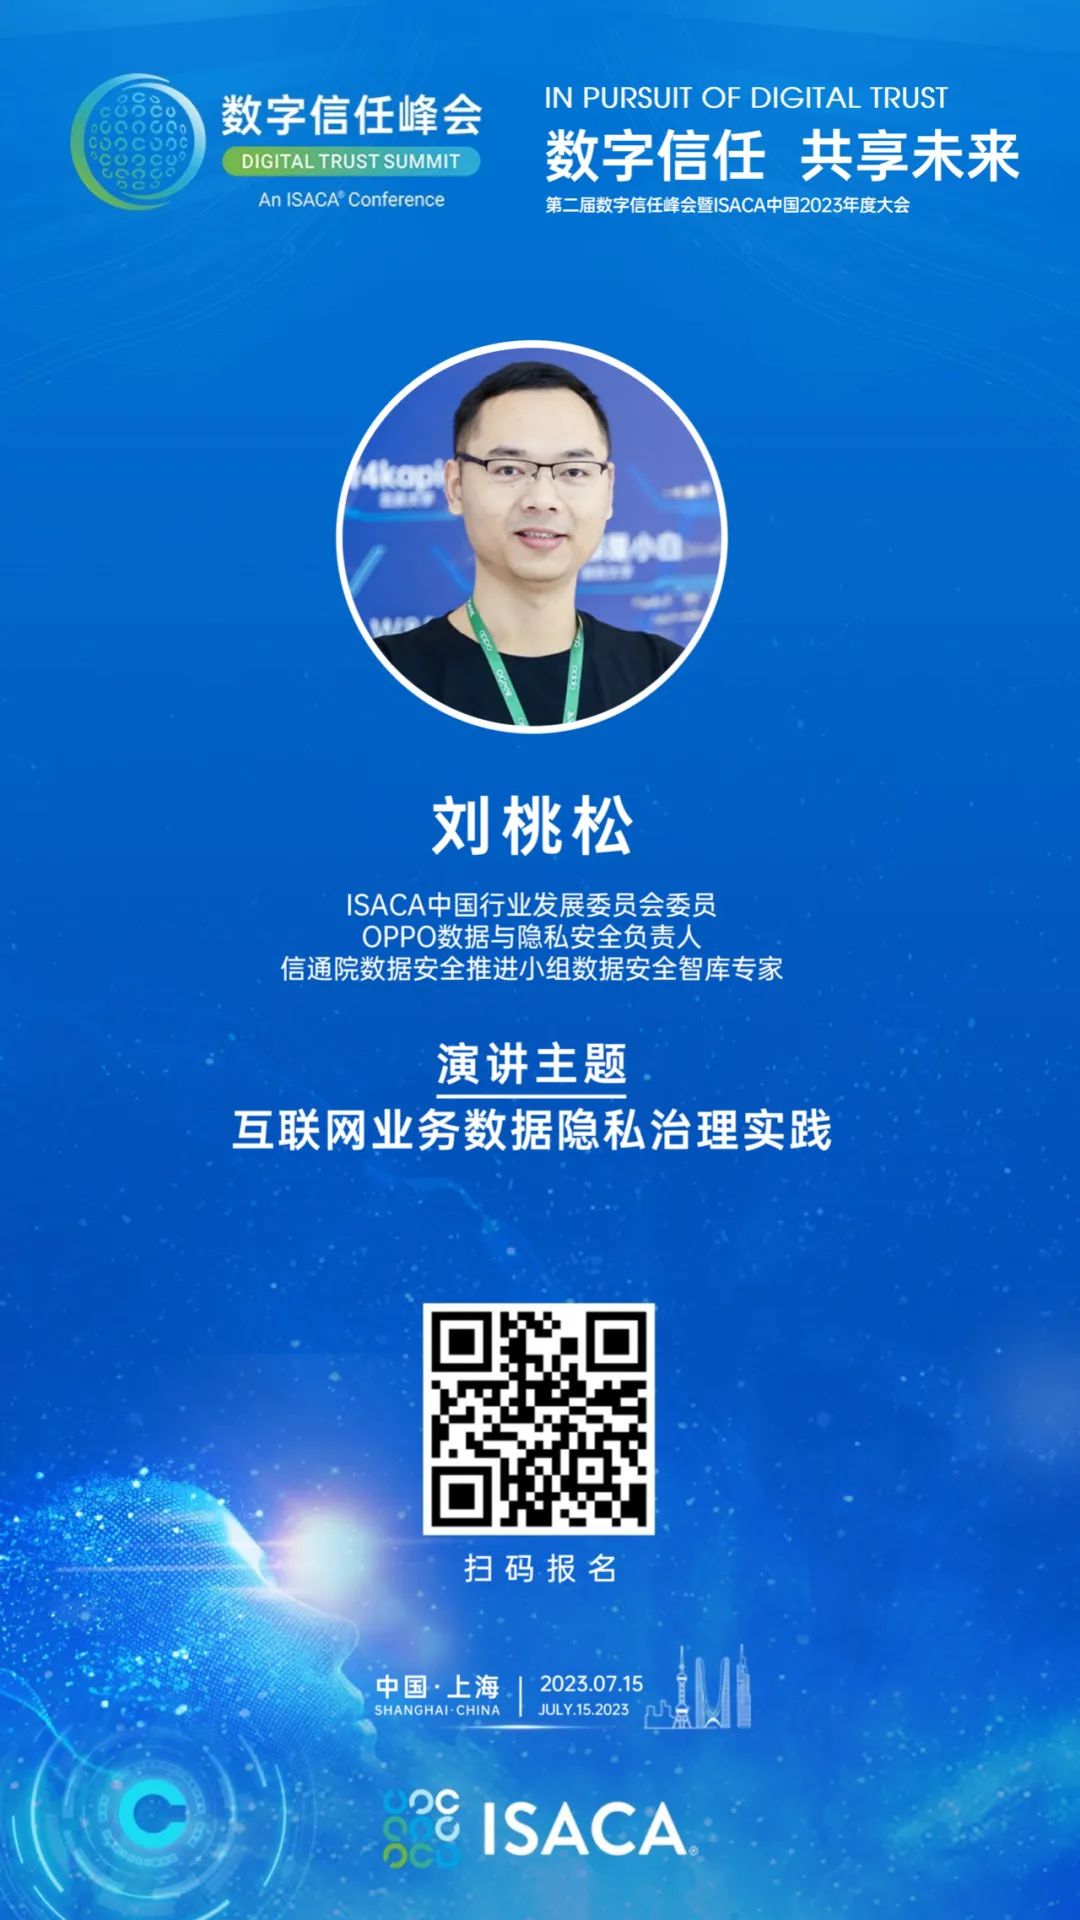 数字信任峰会
DIGITAL TRUST SUMMIT
An ISACA® Conference
IN PURSUIT OF DIGITAL TRUST
数字信任 共享未来
第二届数字信任峰会暨ISACA中国2023年度大会
r4kapi
小白
oppo
OGeek
oppo
刘桃松
ISACA中国行业发展委员会委员
OPPO数据与隐私安全负责人
信通院数据安全推进小组数据安全智库专家
演讲主题
互联网业务数据隐私治理实践
扫码报名
中国·上海
SHANGHAI·CHINA
2023.07.15
JULY.15.2023
ISACA®